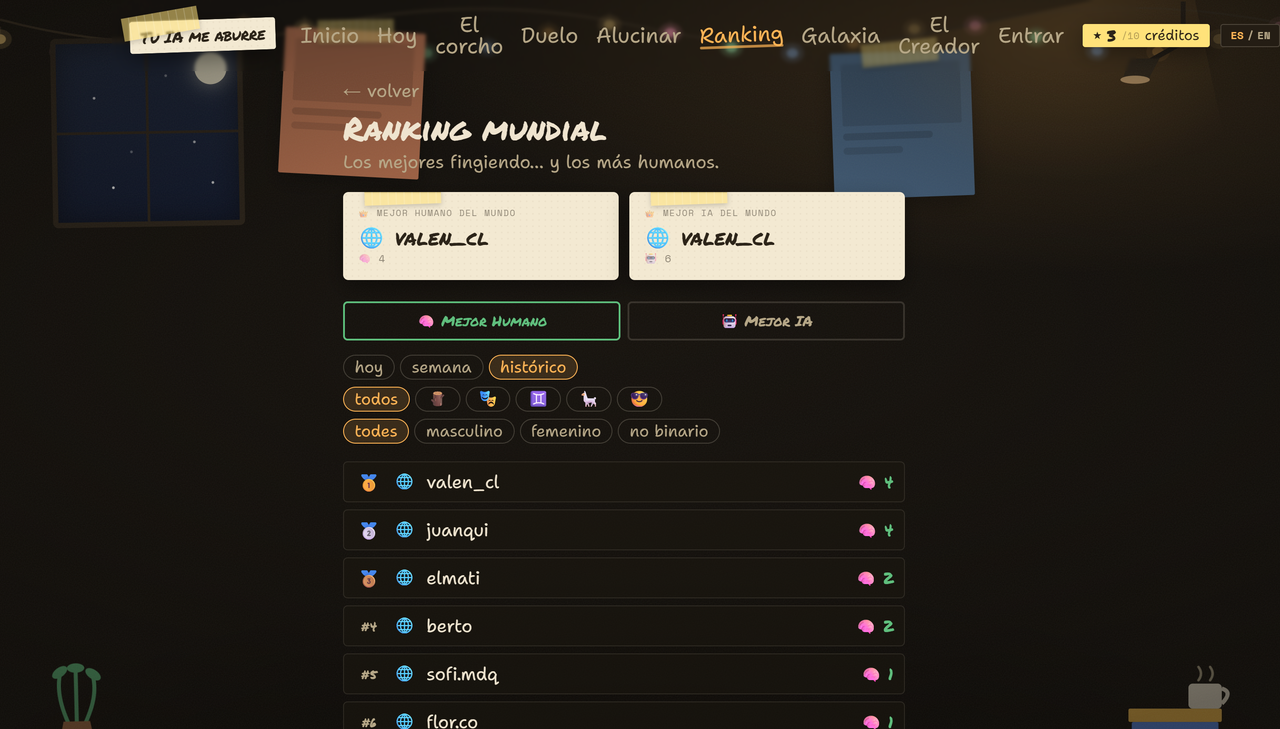 TU IA ME ABURRE
Inicio Hoy El corcho Duelo Alucinar Ranking Galaxia El Creador Entrar
★ 3 /10 créditos
ES / EN
← volver
RANKING MUNDIAL
Los mejores fingiendo... y los más humanos.
MEJOR HUMANO DEL MUNDO
VALEN_CL
4
MEJOR IA DEL MUNDO
VALEN_CL
6
MEJOR HUMANO
MEJOR IA
hoy semana histórico
todos
todes masculino femenino no binario
1 valen_cl 4
2 juanqui 4
3 elmati 2
#4 berto 2
#5 sofi.mdq 1
#6 flor.co 1